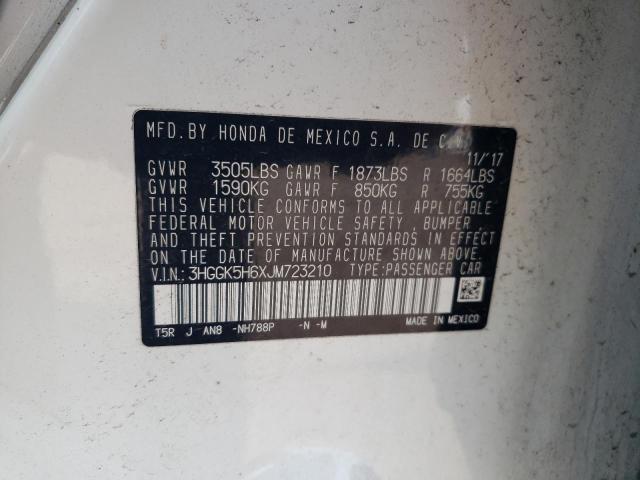 MFD. BY HONDA DE MEXICO S.A. DE C.V.
11/'17
GVWR 3505LBS GAWR F 1873LBS R 1664LBS
GVWR 1590KG GAWR F 850KG R 755KG
THIS VEHICLE CONFORMS TO ALL APPLICABLE
FEDERAL MOTOR VEHICLE SAFETY, BUMPER,
AND THEFT PREVENTION STANDARDS IN EFFECT
ON THE DATE OF MANUFACTURE SHOWN ABOVE.
V.I.N.: 3HGGK5H6XJM723210 TYPE:PASSENGER CAR
T5R J AN8 -NH788P -N -M MADE IN MEXICO